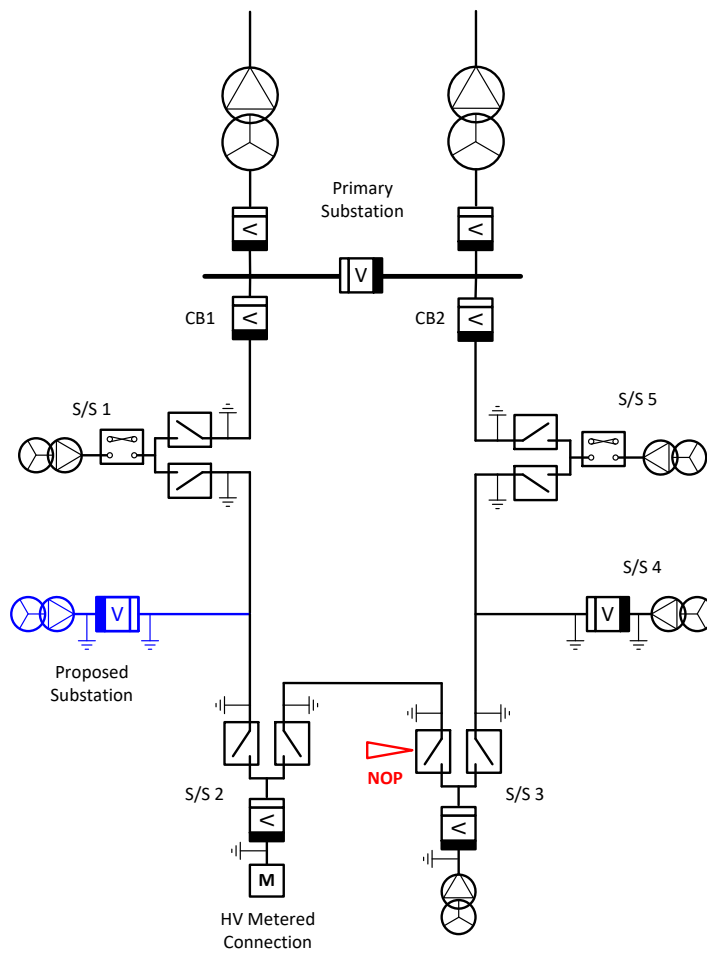 Primary
Substation
V
V
V
V
CB1
V
CB2
V
S/S 1
S/S 5
S/S 4
V
V
Proposed
Substation
NOP
S/S 2
S/S 3
V
V
M
HV Metered
Connection